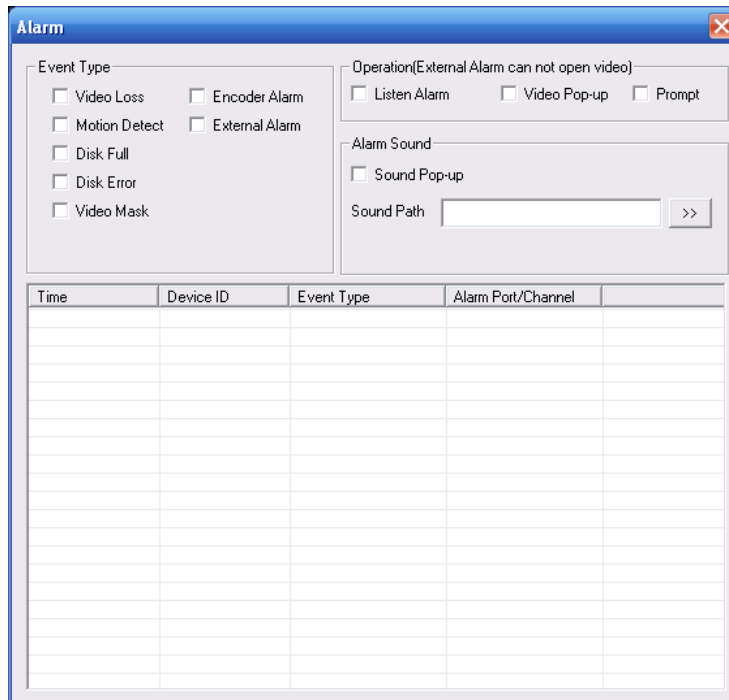 Alarm
Event Type
Video Loss Encoder Alarm
Motion Detect External Alarm
Disk Full
Disk Error
Video Mask
Operation(External Alarm can not open video)
Listen Alarm Video Pop-up Prompt
Alarm Sound
Sound Pop-up
Sound Path >>
Time Device ID Event Type Alarm Port/Channel